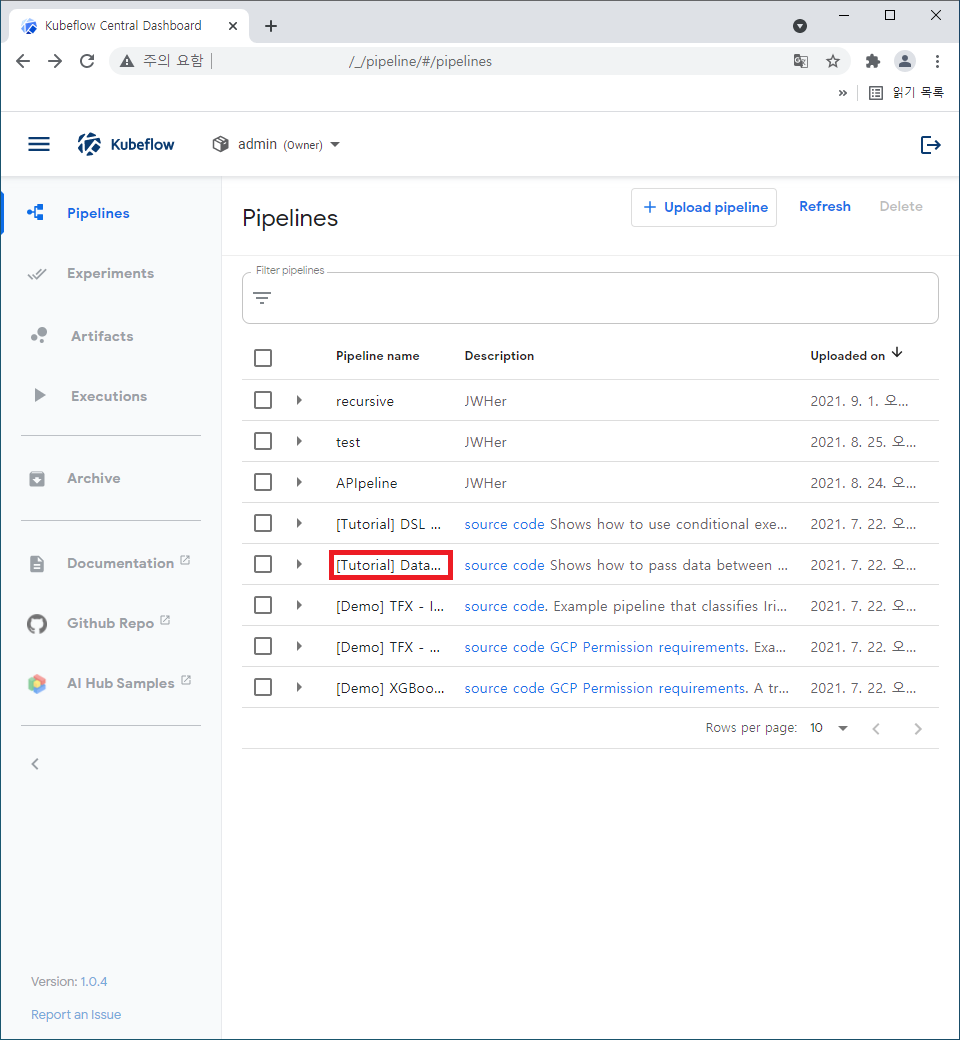 Kubeflow Central Dashboard
주의 요함
/_/pipeline/#/pipelines
읽기 목록
Kubeflow
admin (Owner)
Pipelines
Experiments
Artifacts
Executions
Archive
Documentation
Github Repo
AI Hub Samples
Version: 1.0.4
Report an Issue
Pipelines
+ Upload pipeline Refresh Delete
Filter pipelines
Pipeline name Description Uploaded on
recursive JWHer 2021. 9. 1. 오...
test JWHer 2021. 8. 25. 오...
APIpeline JWHer 2021. 8. 24. 오...
[Tutorial] DSL ... source code Shows how to use conditional exe... 2021. 7. 22. 오...
[Tutorial] Data... source code Shows how to pass data between ... 2021. 7. 22. 오...
[Demo] TFX - I... source code. Example pipeline that classifies Iri... 2021. 7. 22. 오...
[Demo] TFX - ... source code GCP Permission requirements. Exa... 2021. 7. 22. 오...
[Demo] XGBoo... source code GCP Permission requirements. A tr... 2021. 7. 22. 오...
Rows per page: 10